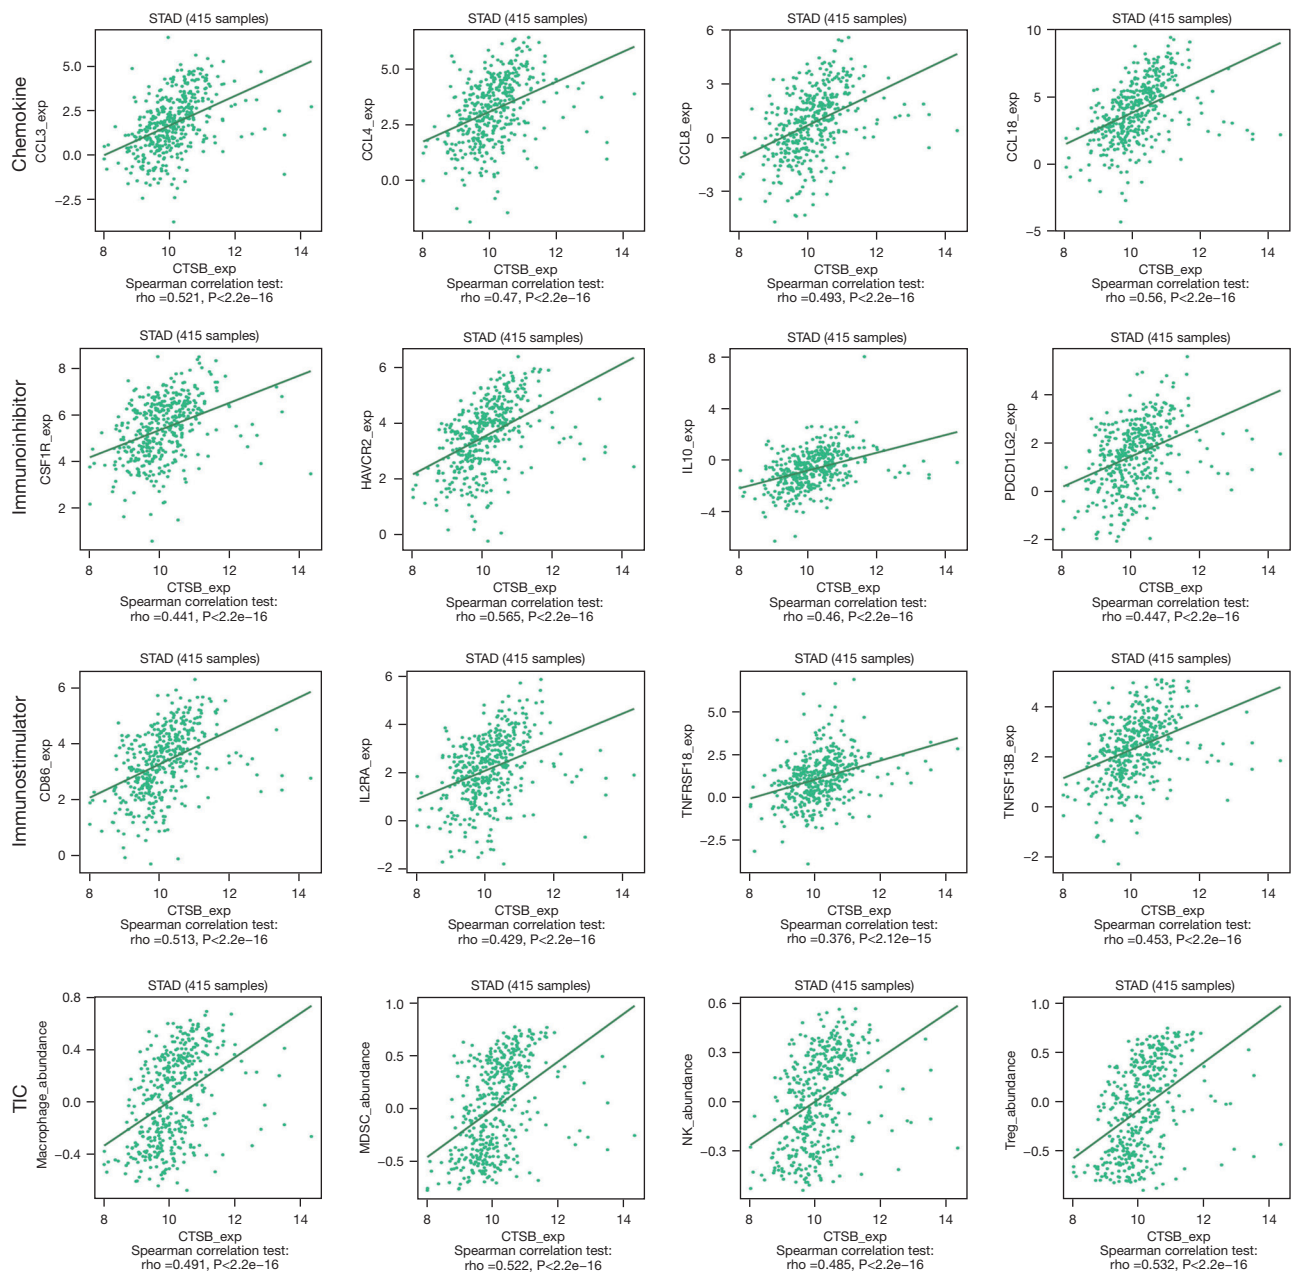 Chemokine
STAD (415 samples)
CCL3_exp
5.0
2.5
0.0
−2.5
8 10 12 14
CTSB_exp
Spearman correlation test:
rho =0.521, P<2.2e−16
STAD (415 samples)
CCL4_exp
5.0
2.5
0.0
8 10 12 14
CTSB_exp
Spearman correlation test:
rho =0.47, P<2.2e−16
STAD (415 samples)
CCL8_exp
6
3
0
−3
8 10 12 14
CTSB_exp
Spearman correlation test:
rho =0.493, P<2.2e−16
STAD (415 samples)
CCL18_exp
10
5
0
−5
8 10 12 14
CTSB_exp
Spearman correlation test:
rho =0.56, P<2.2e−16
Immunoinhibitor
STAD (415 samples)
CSF1R_exp
8
6
4
2
8 10 12 14
CTSB_exp
Spearman correlation test:
rho =0.441, P<2.2e−16
STAD (415 samples)
HAVCR2_exp
6
4
2
0
8 10 12 14
CTSB_exp
Spearman correlation test:
rho =0.565, P<2.2e−16
STAD (415 samples)
IL10_exp
8
4
0
−4
8 10 12 14
CTSB_exp
Spearman correlation test:
rho =0.46, P<2.2e−16
STAD (415 samples)
PDCD1LG2_exp
4
2
0
−2
8 10 12 14
CTSB_exp
Spearman correlation test:
rho =0.447, P<2.2e−16
Immunostimulator
STAD (415 samples)
CD86_exp
6
4
2
0
8 10 12 14
CTSB_exp
Spearman correlation test:
rho =0.513, P<2.2e−16
STAD (415 samples)
IL2RA_exp
6
4
2
0
−2
8 10 12 14
CTSB_exp
Spearman correlation test:
rho =0.429, P<2.2e−16
STAD (415 samples)
TNFRSF18_exp
5.0
2.5
0.0
−2.5
8 10 12 14
CTSB_exp
Spearman correlation test:
rho =0.376, P<2.12e−15
STAD (415 samples)
TNFSF13B_exp
4
2
0
−2
8 10 12 14
CTSB_exp
Spearman correlation test:
rho =0.453, P<2.2e−16
TIC
STAD (415 samples)
Macrophage_abundance
0.8
0.4
0.0
−0.4
8 10 12 14
CTSB_exp
Spearman correlation test:
rho =0.491, P<2.2e−16
STAD (415 samples)
MDSC_abundance
1.0
0.5
0.0
−0.5
8 10 12 14
CTSB_exp
Spearman correlation test:
rho =0.522, P<2.2e−16
STAD (415 samples)
NK_abundance
0.6
0.3
0.0
−0.3
8 10 12 14
CTSB_exp
Spearman correlation test:
rho =0.485, P<2.2e−16
STAD (415 samples)
Treg_abundance
1.0
0.5
0.0
−0.5
8 10 12 14
CTSB_exp
Spearman correlation test:
rho =0.532, P<2.2e−16